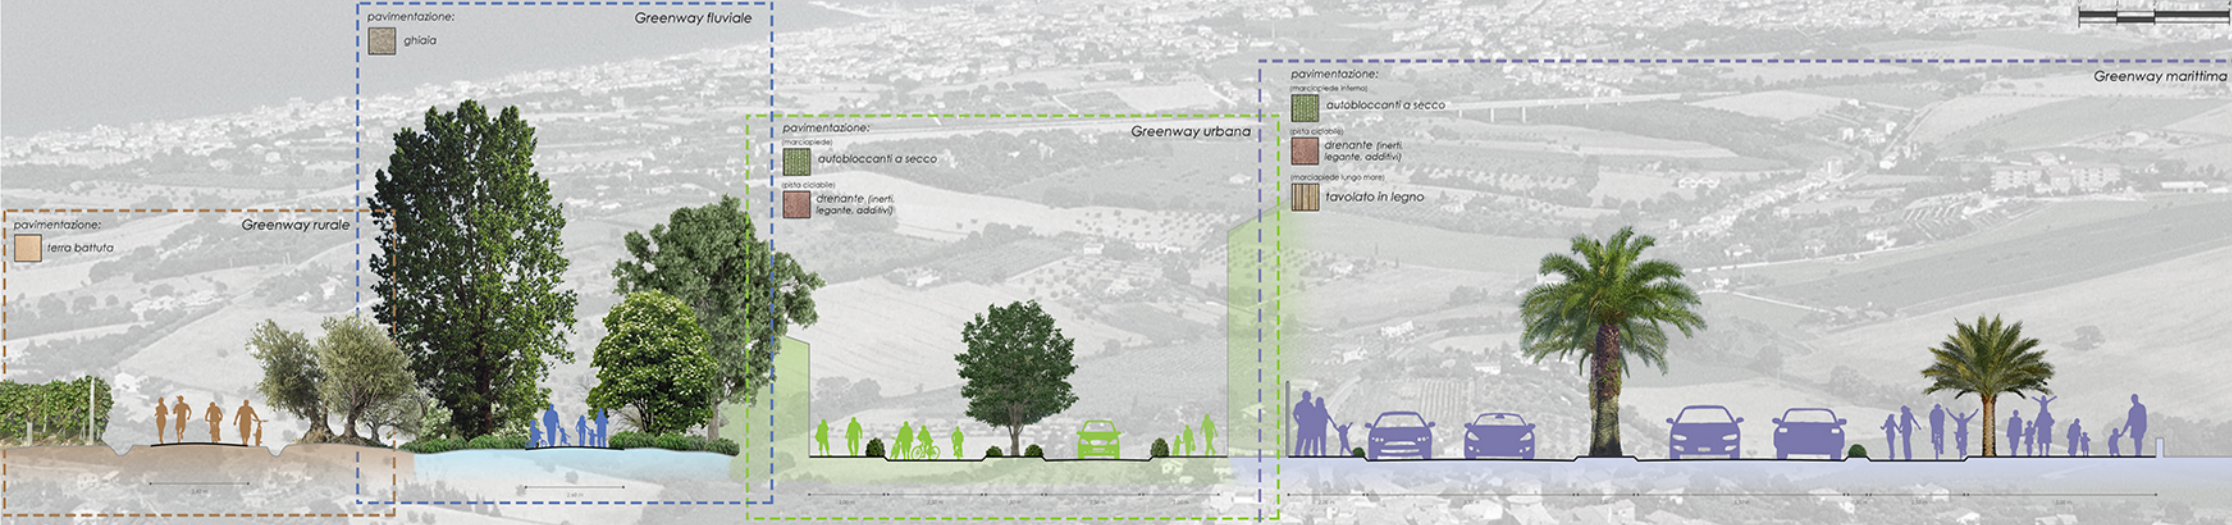 pavimentazione:
Greenway rurale
terra battuta
pavimentazione:
Greenway fluviale
ghiaia
pavimentazione:
Greenway urbana
(marciapiede)
autobloccanti a secco
(pista ciclabile)
drenante (inerti,
legante, additivi)
pavimentazione:
Greenway marittima
(marciapiede interno)
autobloccanti a secco
(pista ciclabile)
drenante (inerti,
legante, additivi)
(marciapiede lungo mare)
tavolato in legno